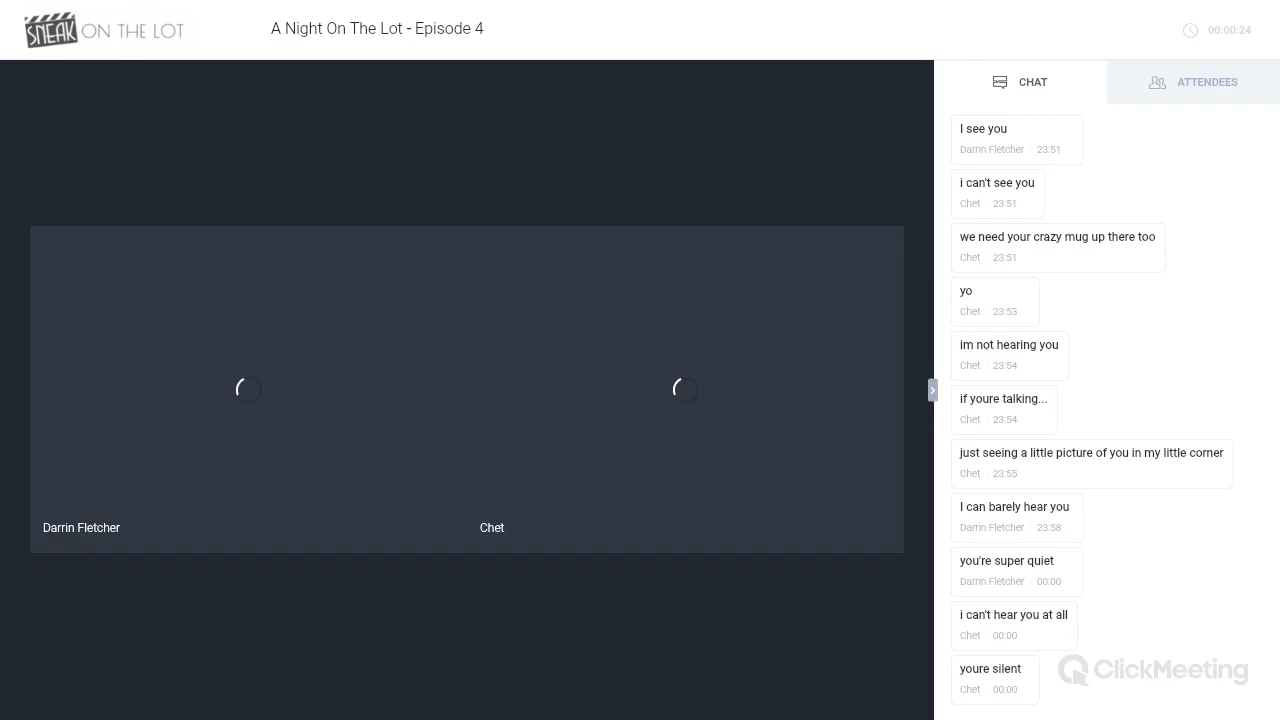 SNEAK ON THE LOT
A Night On The Lot - Episode 4
00:00:24
CHAT
ATTENDEES
I see you
Darrin Fletcher · 23:51
i can't see you
Chet · 23:51
we need your crazy mug up there too
Chet · 23:51
yo
Chet · 23:53
im not hearing you
Chet · 23:54
if youre talking...
Chet · 23:54
just seeing a little picture of you in my little corner
Chet · 23:55
I can barely hear you
Darrin Fletcher · 23:58
you're super quiet
Darrin Fletcher · 00:00
i can't hear you at all
Chet · 00:00
youre silent
Chet · 00:00
Darrin Fletcher
Chet
ClickMeeting